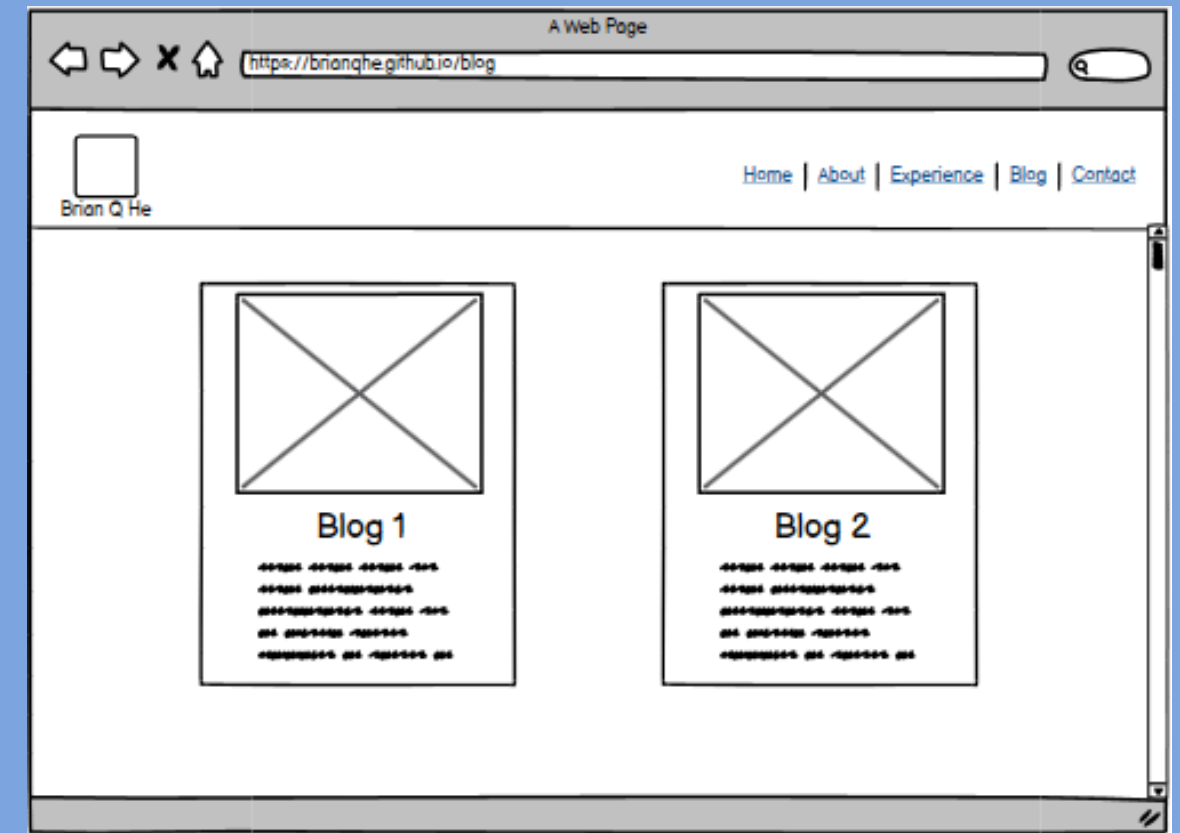 A Web Page
https://brianqhe.github.io/blog
Home | About | Experience | Blog | Contact
Brian Q He
Blog 1
Blog 2